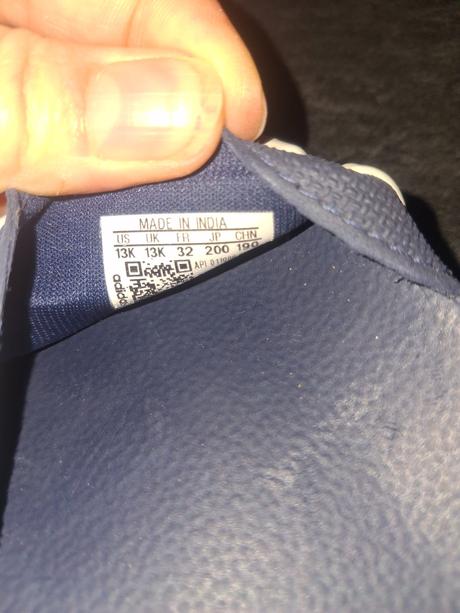 MADE IN INDIA
US UK FR JP CHN
13K 13K 32 200 190
adidas